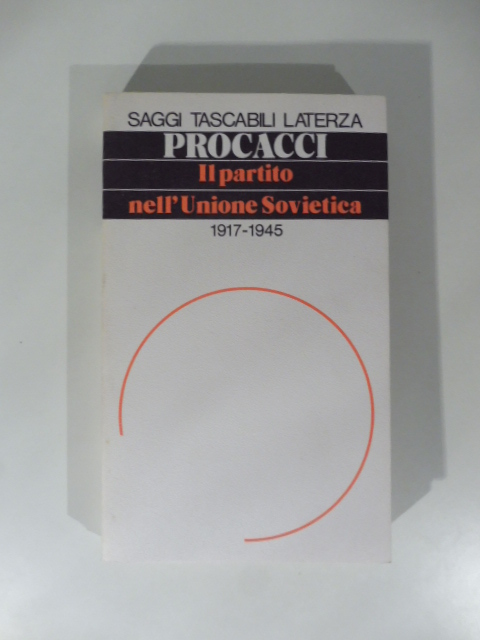 SAGGI TASCABILI LATERZA
PROCACCI
Il partito
nell'Unione Sovietica
1917-1945